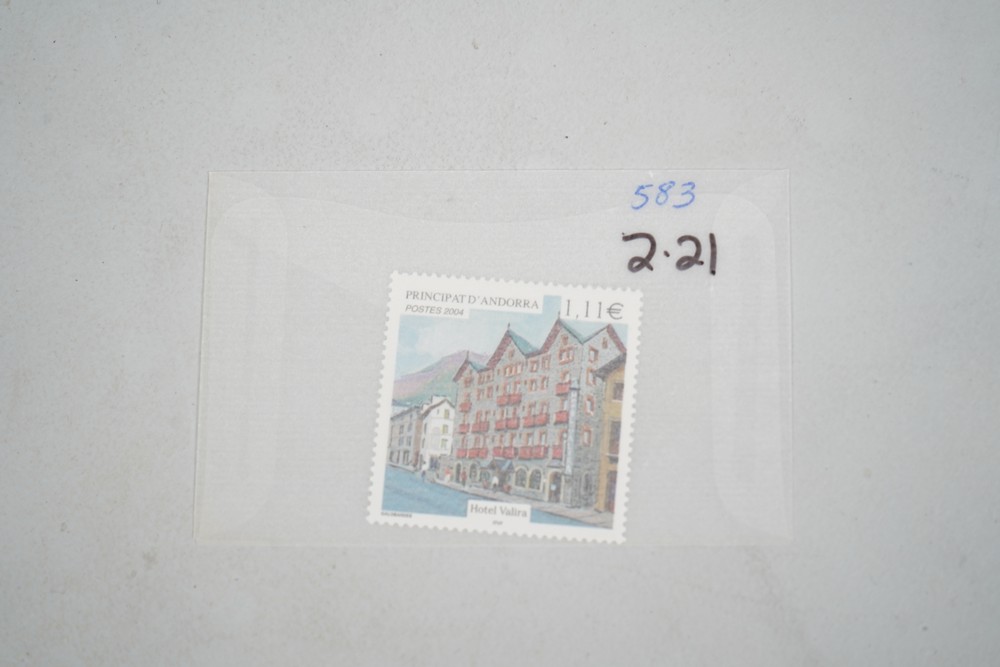 583
2.21
PRINCIPAT D'ANDORRA
POSTES 2004
1,11€
Hotel Valira